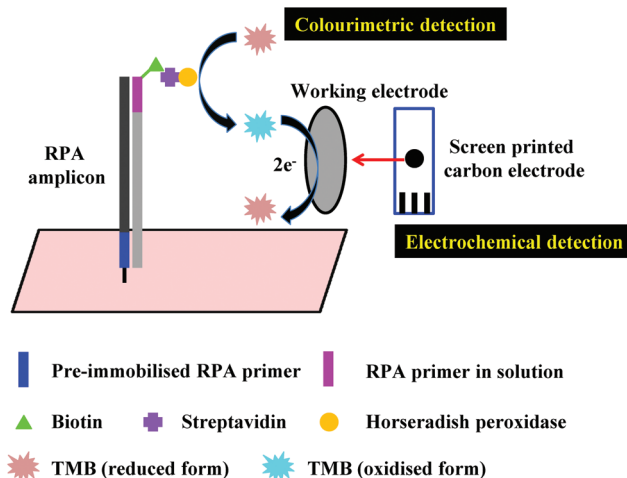 Colourimetric detection
Working electrode
RPA
amplicon
2e-
Screen printed
carbon electrode
Electrochemical detection
Pre-immobilised RPA primer
RPA primer in solution
Biotin
Streptavidin
Horseradish peroxidase
TMB (reduced form)
TMB (oxidised form)